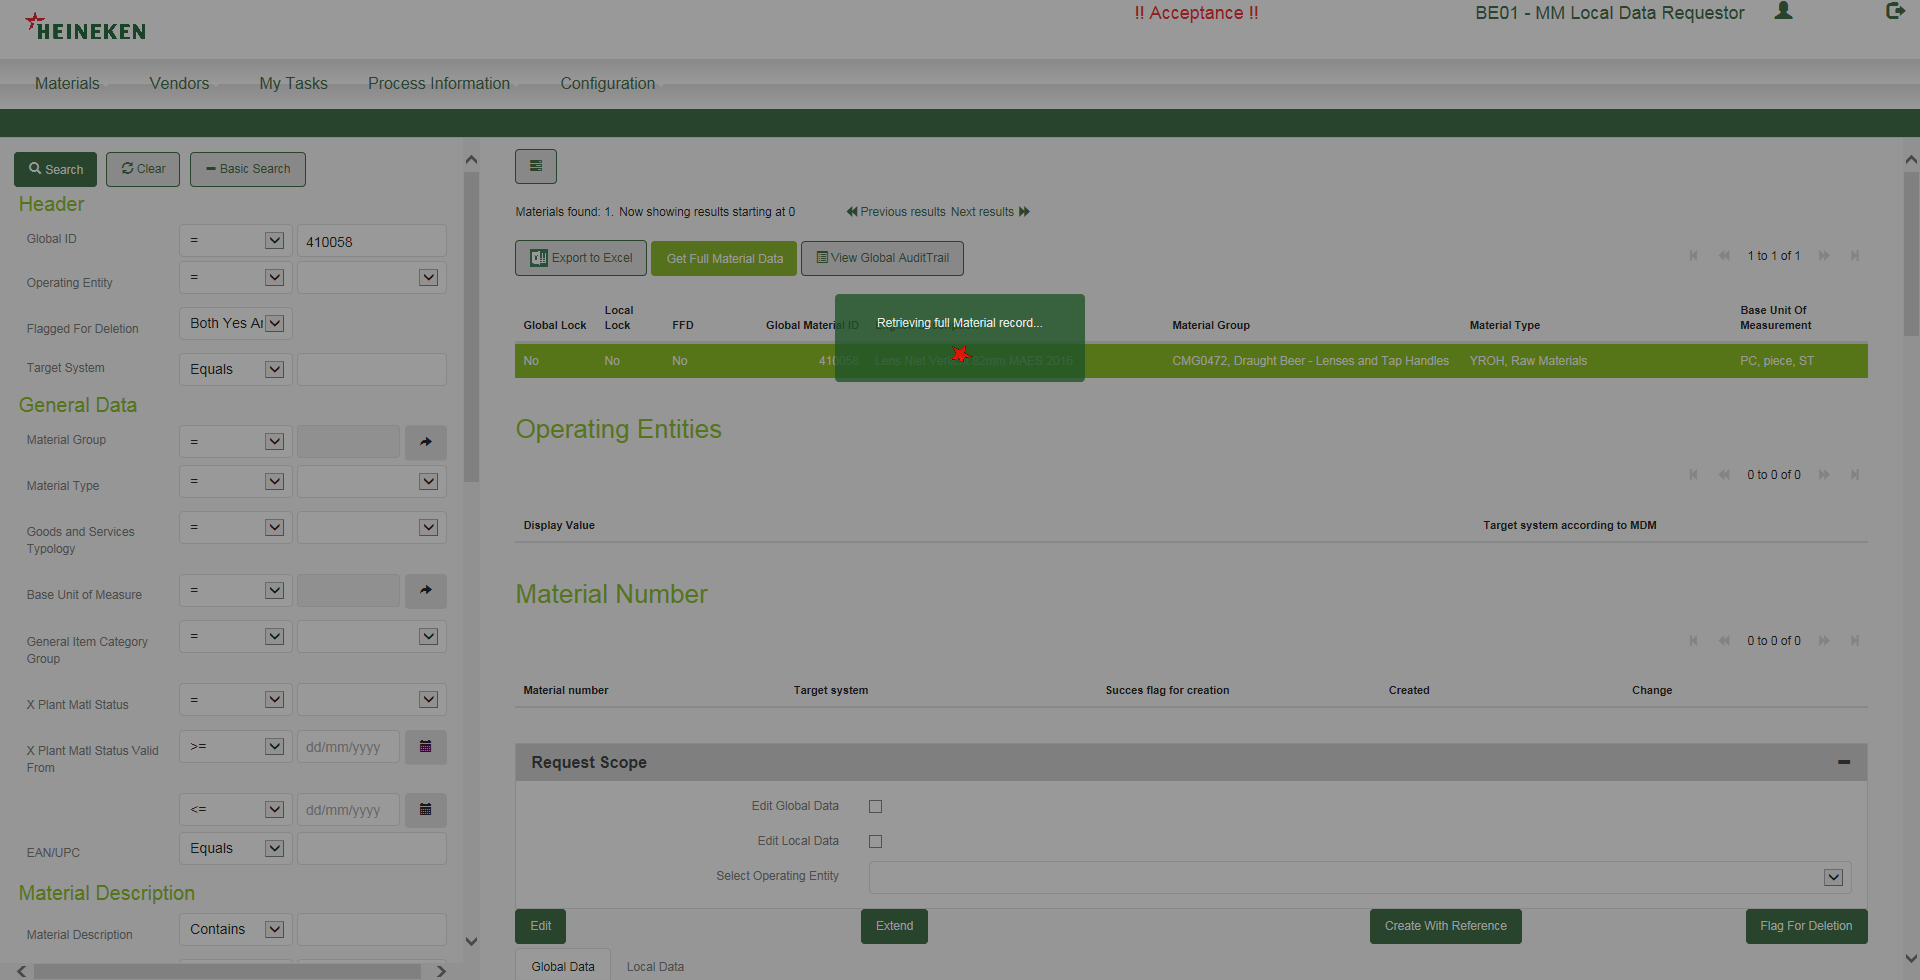 HEINEKEN
!! Acceptance !!
BE01 - MM Local Data Requestor
Materials Vendors My Tasks Process Information Configuration
Search Clear Basic Search
Header
Global ID = 410058
Operating Entity =
Flagged For Deletion Both Yes Ar
Target System Equals
General Data
Material Group =
Material Type =
Goods and Services
Typology
=
Base Unit of Measure =
General Item Category
Group
=
X Plant Matl Status =
X Plant Matl Status Valid
From
>= dd/mm/yyyy
<= dd/mm/yyyy
EAN/UPC Equals
Material Description
Material Description Contains
Materials found: 1. Now showing results starting at 0 Previous results Next results
Export to Excel Get Full Material Data View Global AuditTrail 1 to 1 of 1
Global Lock Local Lock FFD Global Material ID Material Group Material Type Base Unit Of Measurement
Retrieving full Material record...
No No No 410058 Lens Niet 82mm MAES 2016 CMG0472, Draught Beer - Lenses and Tap Handles YROH, Raw Materials PC, piece, ST
Operating Entities
0 to 0 of 0
Display Value Target system according to MDM
Material Number
0 to 0 of 0
Material number Target system Succes flag for creation Created Change
Request Scope
Edit Global Data
Edit Local Data
Select Operating Entity
Edit Extend Create With Reference Flag For Deletion
Global Data Local Data